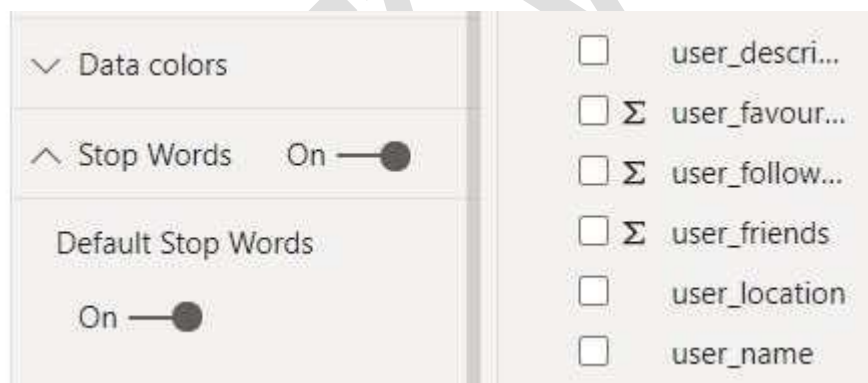 Data colors
Stop Words On
Default Stop Words
On
user_descri...
Σ user_favour...
Σ user_follow...
Σ user_friends
user_location
user_name